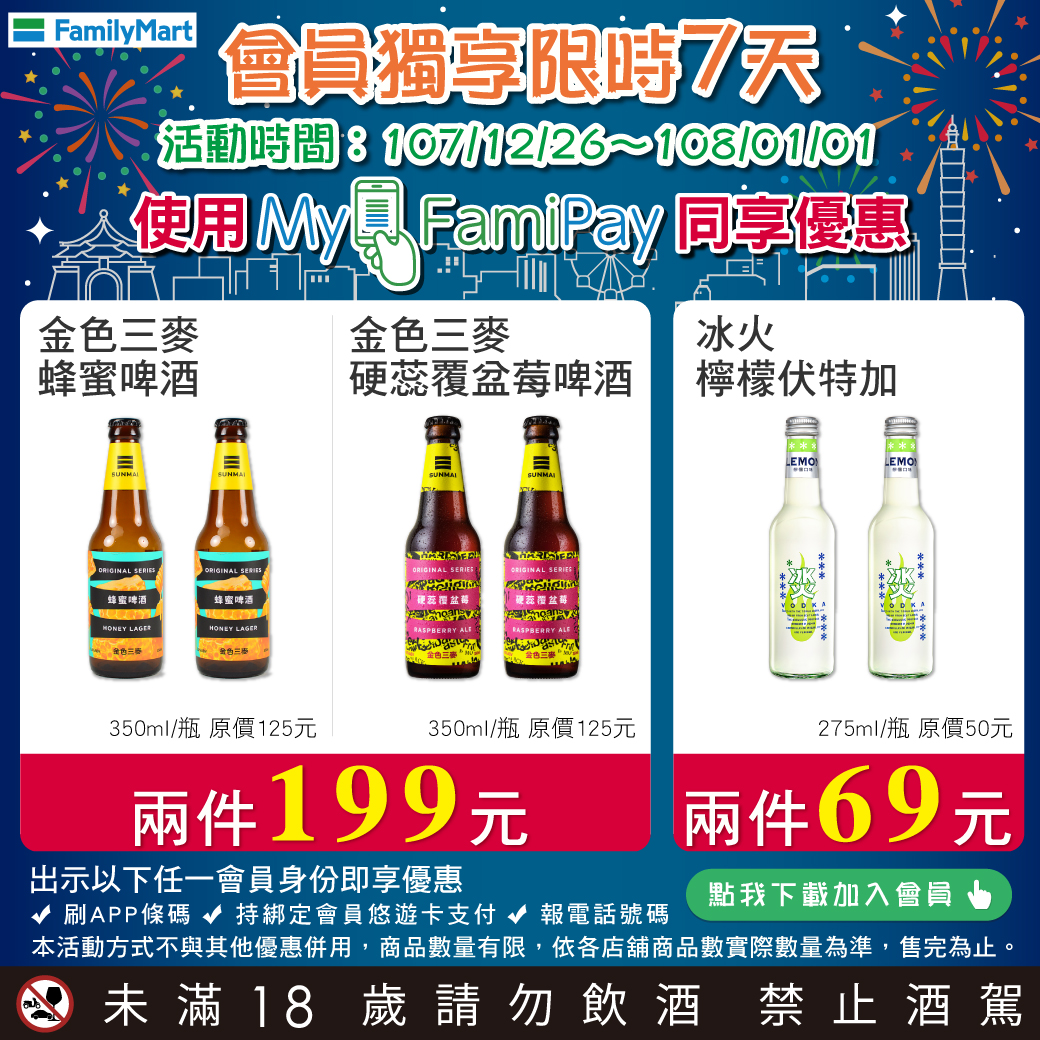 FamilyMart
會員獨享限時7天
活動時間：107/12/26～108/01/01
使用 My FamiPay 同享優惠
金色三麥
蜂蜜啤酒
SUNMAI
SUNMAI
ORIGINAL SERIES
ORIGINAL SERIES
蜂蜜啤酒
蜂蜜啤酒
HONEY LAGER
HONEY LAGER
金色三麥
金色三麥
350ml/瓶 原價125元
金色三麥
硬蕊覆盆莓啤酒
SUNMAI
SUNMAI
ORIGINAL SERIES
ORIGINAL SERIES
硬蕊覆盆莓
硬蕊覆盆莓
RASPBERRY ALE
RASPBERRY ALE
金色三麥
金色三麥
350ml/瓶 原價125元
兩件199元
冰火
檸檬伏特加
LEMON
LEMON
冰火
冰火
VODKA
VODKA
275ml/瓶 原價50元
兩件69元
出示以下任一會員身份即享優惠
✔ 刷APP條碼 ✔ 持綁定會員悠遊卡支付 ✔ 報電話號碼
點我下載加入會員
本活動方式不與其他優惠併用，商品數量有限，依各店舖商品數實際數量為準，售完為止。
未滿18歲請勿飲酒 禁止酒駕